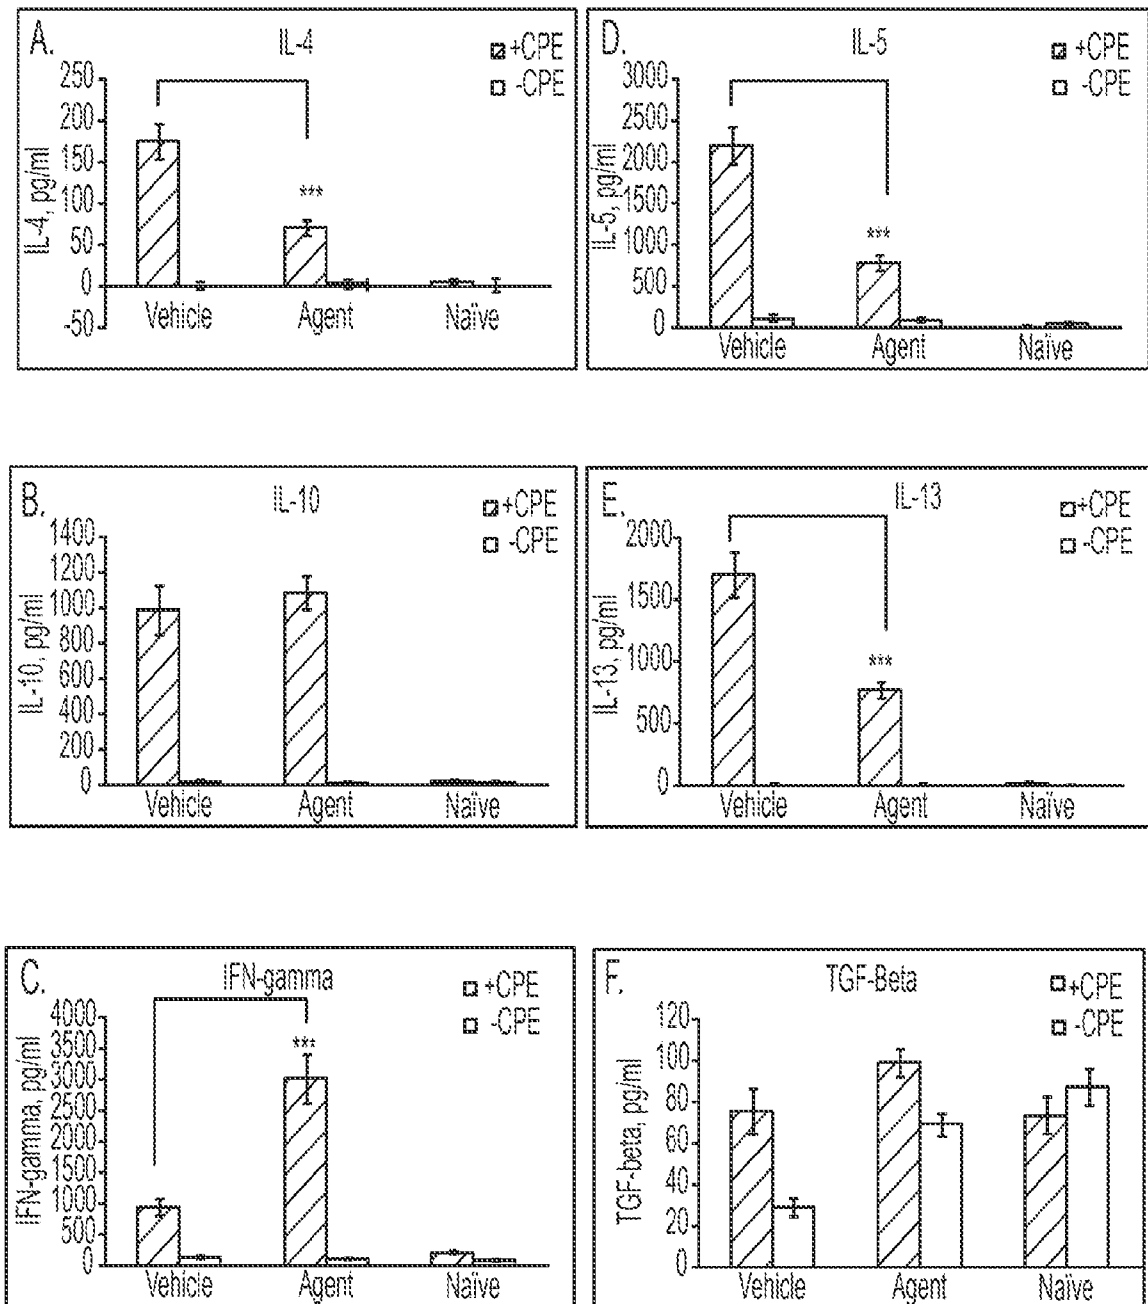 A. IL-4
+CPE
-CPE
IL-4, pg/ml
250
200
150
100
50
0
-50
***
Vehicle Agent Naïve
D. IL-5
+CPE
-CPE
IL-5, pg/ml
3000
2500
2000
1500
1000
500
0
***
Vehicle Agent Naïve
B. IL-10
+CPE
-CPE
IL-10, pg/ml
1400
1200
1000
800
600
400
200
0
Vehicle Agent Naïve
E. IL-13
+CPE
-CPE
IL-13, pg/ml
2000
1500
1000
500
0
***
Vehicle Agent Naïve
C. IFN-gamma
+CPE
-CPE
IFN-gamma, pg/ml
4000
3500
3000
2500
2000
1500
1000
500
0
***
Vehicle Agent Naïve
F. TGF-Beta
+CPE
-CPE
TGF-beta, pg/ml
120
100
80
60
40
20
0
Vehicle Agent Naïve